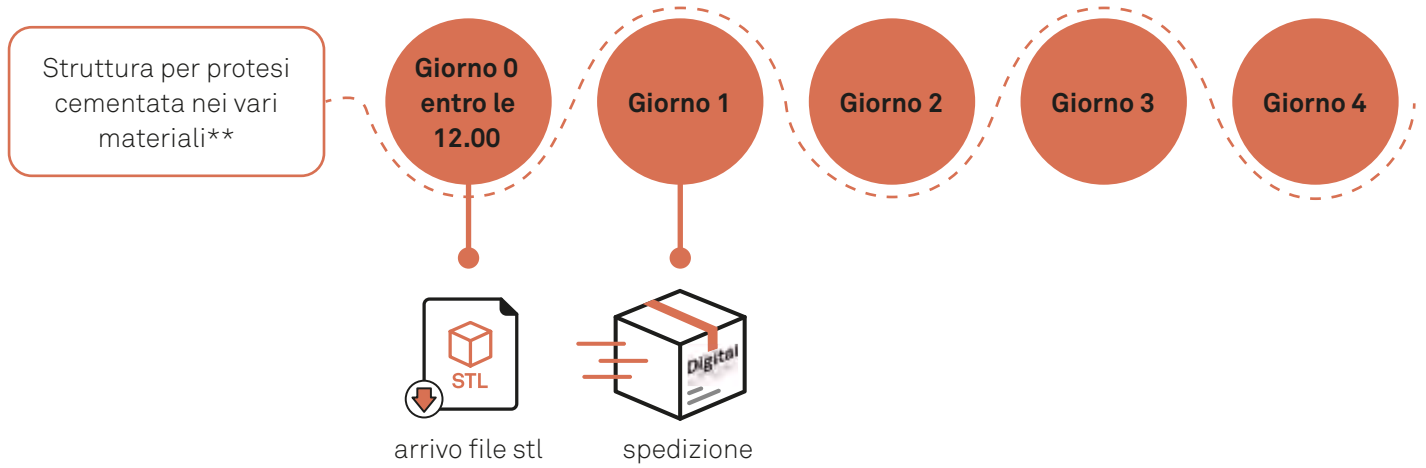 Struttura per protesi
cementata nei vari
materiali**
Giorno 0
entro le
12.00
Giorno 1
Giorno 2
Giorno 3
Giorno 4
STL
Digital
arrivo file stl
spedizione